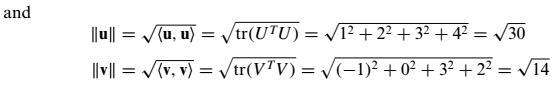 and
‖u‖ = √⟨u, u⟩ = √tr(UᵀU) = √1² + 2² + 3² + 4² = √30
‖v‖ = √⟨v, v⟩ = √tr(VᵀV) = √(−1)² + 0² + 3² + 2² = √14